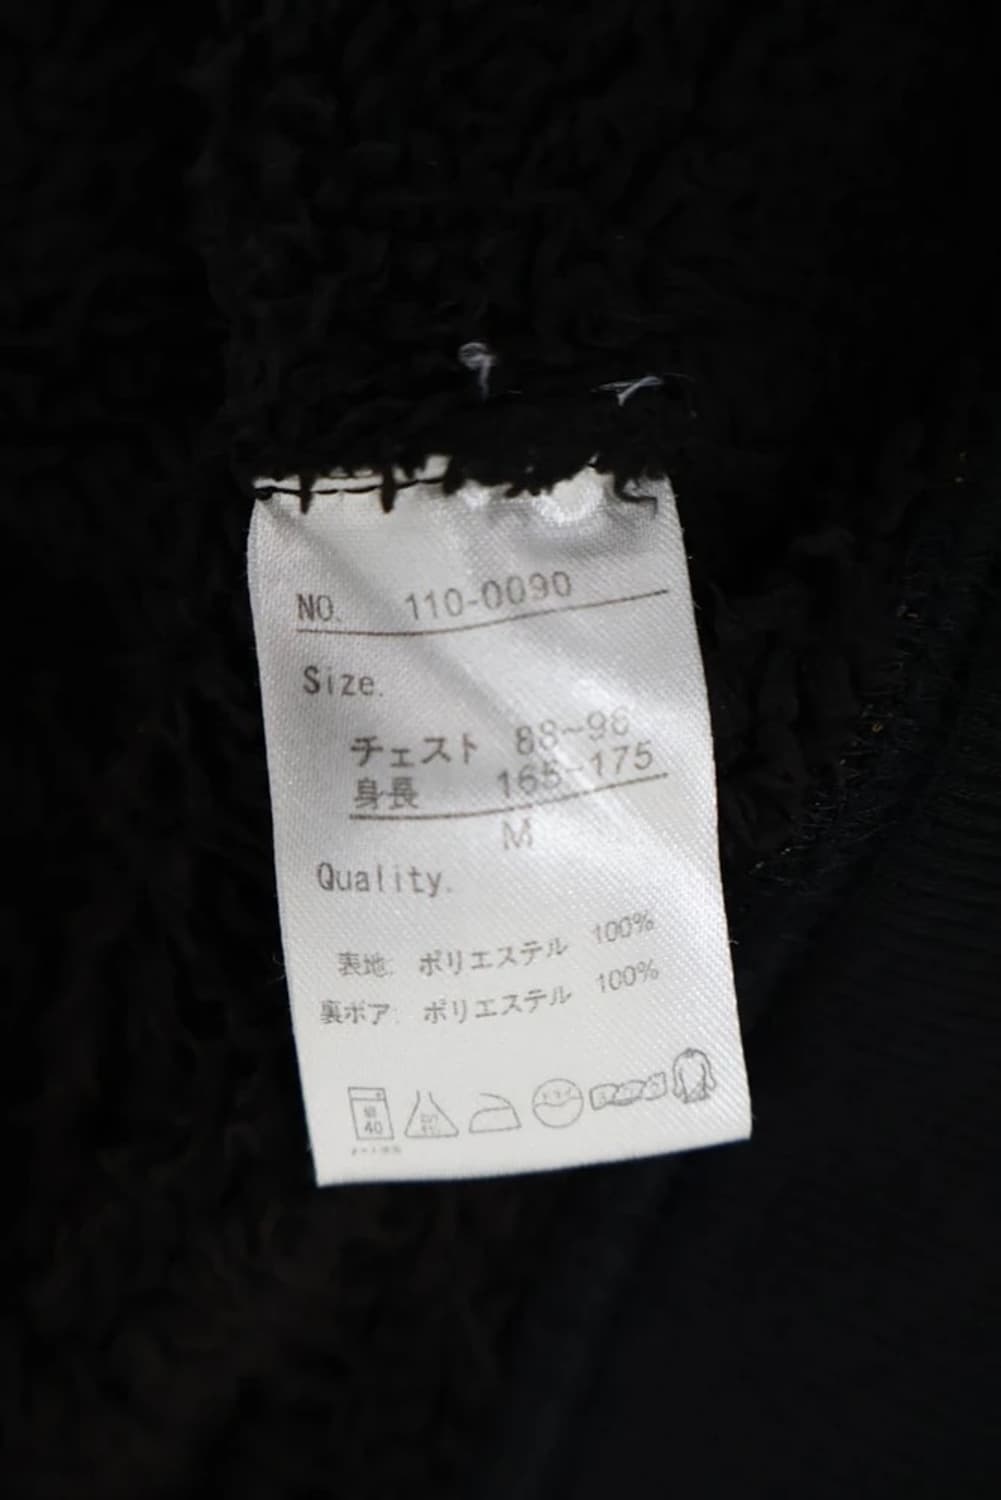 NO. 110-0090
Size.
チェスト 88~96
身長 165-175
M
Quality.
表地: ポリエステル 100%
裏ボア: ポリエステル 100%
40